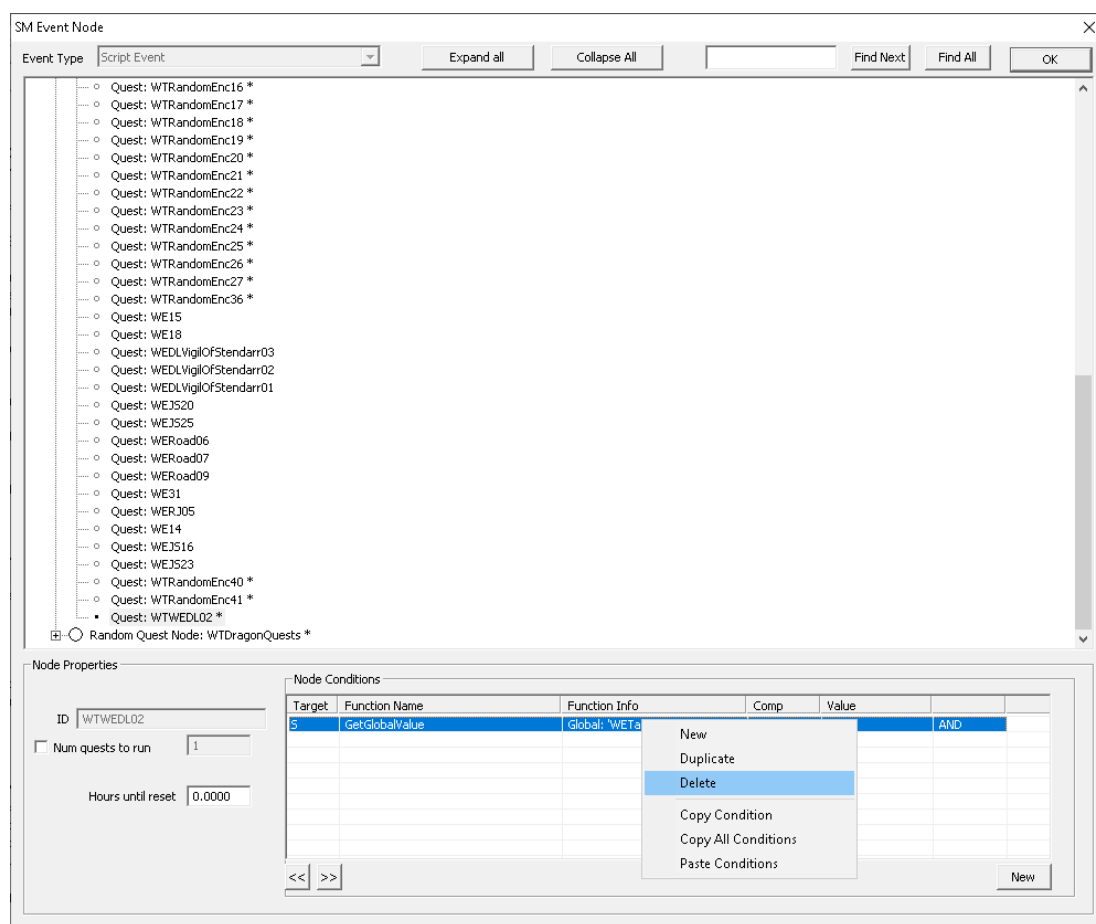 SM Event Node
Event Type Script Event Expand all Collapse All Find Next Find All OK
Quest: WTRandomEnc16 *
Quest: WTRandomEnc17 *
Quest: WTRandomEnc18 *
Quest: WTRandomEnc19 *
Quest: WTRandomEnc20 *
Quest: WTRandomEnc21 *
Quest: WTRandomEnc22 *
Quest: WTRandomEnc23 *
Quest: WTRandomEnc24 *
Quest: WTRandomEnc25 *
Quest: WTRandomEnc26 *
Quest: WTRandomEnc27 *
Quest: WTRandomEnc36 *
Quest: WE15
Quest: WE18
Quest: WEDLVigilOfStendarr03
Quest: WEDLVigilOfStendarr02
Quest: WEDLVigilOfStendarr01
Quest: WEJS20
Quest: WEJS25
Quest: WERoad06
Quest: WERoad07
Quest: WERoad09
Quest: WE31
Quest: WERJ05
Quest: WE14
Quest: WEJS16
Quest: WEJS23
Quest: WTRandomEnc40 *
Quest: WTRandomEnc41 *
Quest: WTWEDL02 *
Random Quest Node: WTDragonQuests *
Node Properties
Node Conditions
Target Function Name Function Info Comp Value
S GetGlobalValue Global: 'WETa AND
ID WTWEDL02
Num quests to run 1
Hours until reset 0.0000
New
Duplicate
Delete
Copy Condition
Copy All Conditions
Paste Conditions
<< >> New